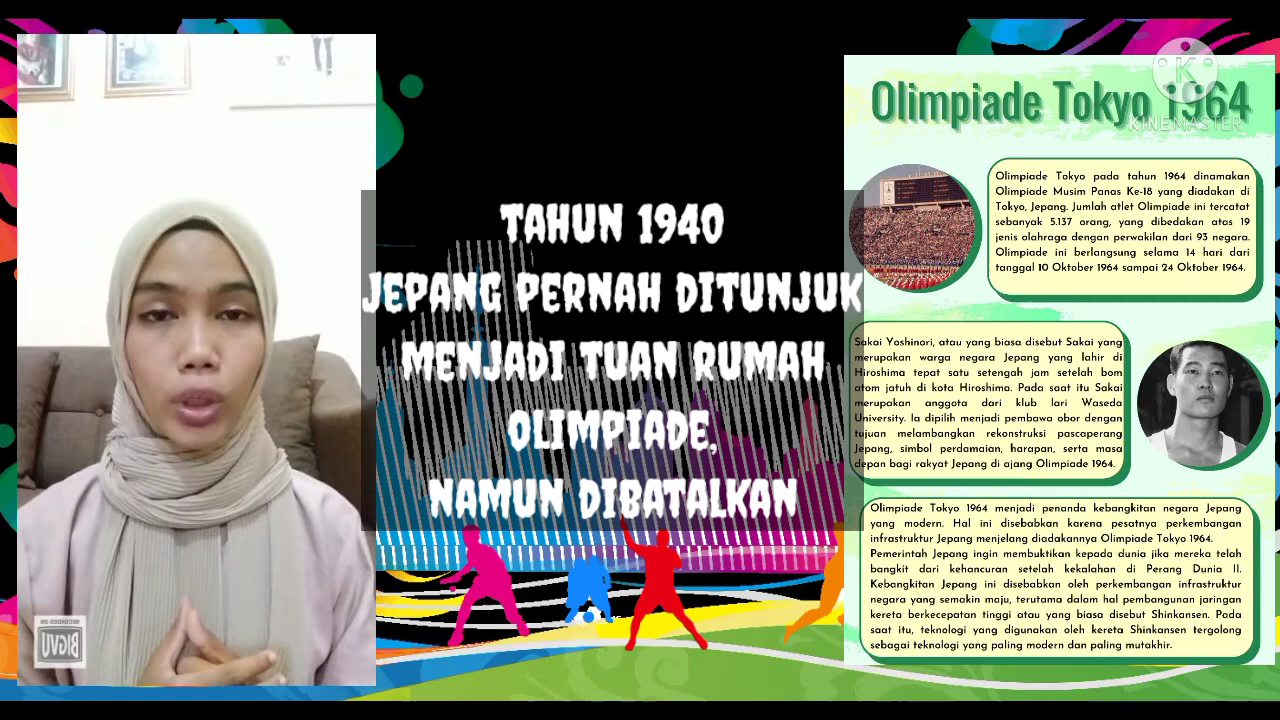 TAHUN 1940
JEPANG PERNAH DITUNJUK
MENJADI TUAN RUMAH
OLIMPIADE,
NAMUN DIBATALKAN
Olimpiade Tokyo 1964
KINEMASTER
Olimpiade Tokyo pada tahun 1964 dinamakan
Olimpiade Musim Panas Ke-18 yang diadakan di
Tokyo, Jepang. Jumlah atlet Olimpiade ini tercatat
sebanyak 5.137 orang, yang dibedakan atas 19
jenis olahraga dengan perwakilan dari 93 negara.
Olimpiade ini berlangsung selama 14 hari dari
tanggal 10 Oktober 1964 sampai 24 Oktober 1964.
Sakai Yoshinori, atau yang biasa disebut Sakai yang
merupakan warga negara Jepang yang lahir di
Hiroshima tepat satu setengah jam setelah bom
atom jatuh di kota Hiroshima. Pada saat itu Sakai
merupakan anggota dari klub lari Waseda
University. Ia dipilih menjadi pembawa obor dengan
tujuan melambangkan rekonstruksi pascaperang
Jepang, simbol perdamaian, harapan, serta masa
depan bagi rakyat Jepang di ajang Olimpiade 1964.
Olimpiade Tokyo 1964 menjadi penanda kebangkitan negara Jepang
yang modern. Hal ini disebabkan karena pesatnya perkembangan
infrastruktur Jepang menjelang diadakannya Olimpiade Tokyo 1964.
Pemerintah Jepang ingin membuktikan kepada dunia jika mereka telah
bangkit dari kehancuran setelah kekalahan di Perang Dunia II.
Kebangkitan Jepang ini disebabkan oleh perkembangan infrastruktur
negara yang semakin maju, terutama dalam hal pembangunan jaringan
kereta berkecepatan tinggi atau yang biasa disebut Shinkansen. Pada
saat itu, teknologi yang digunakan oleh kereta Shinkansen tergolong
sebagai teknologi yang paling modern dan paling mutakhir.
RECORDED ON
BIGVU